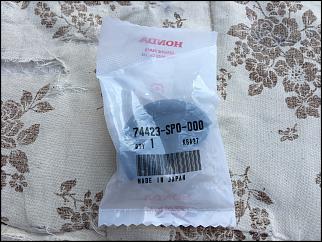 HONDA
74423-SP0-000
QTY 1
MADE IN JAPAN